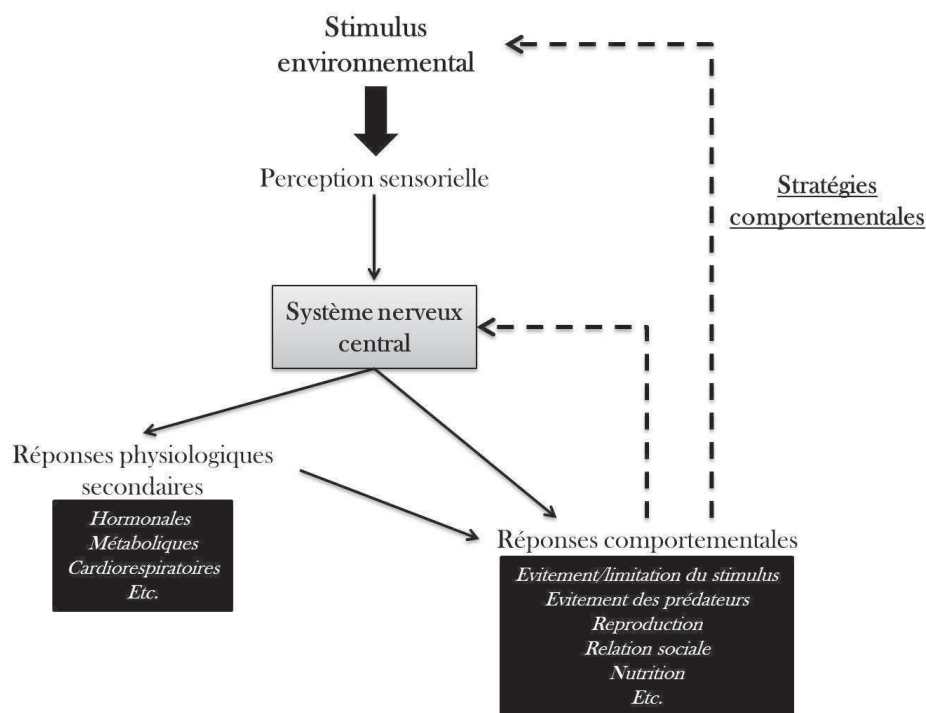 Stimulus
environnemental
Perception sensorielle
Stratégies
comportementales
Système nerveux
central
Réponses physiologiques
secondaires
Hormonales
Métaboliques
Cardiorespiratoires
Etc.
Réponses comportementales
Evitement/limitation du stimulus
Evitement des prédateurs
Reproduction
Relation sociale
Nutrition
Etc.